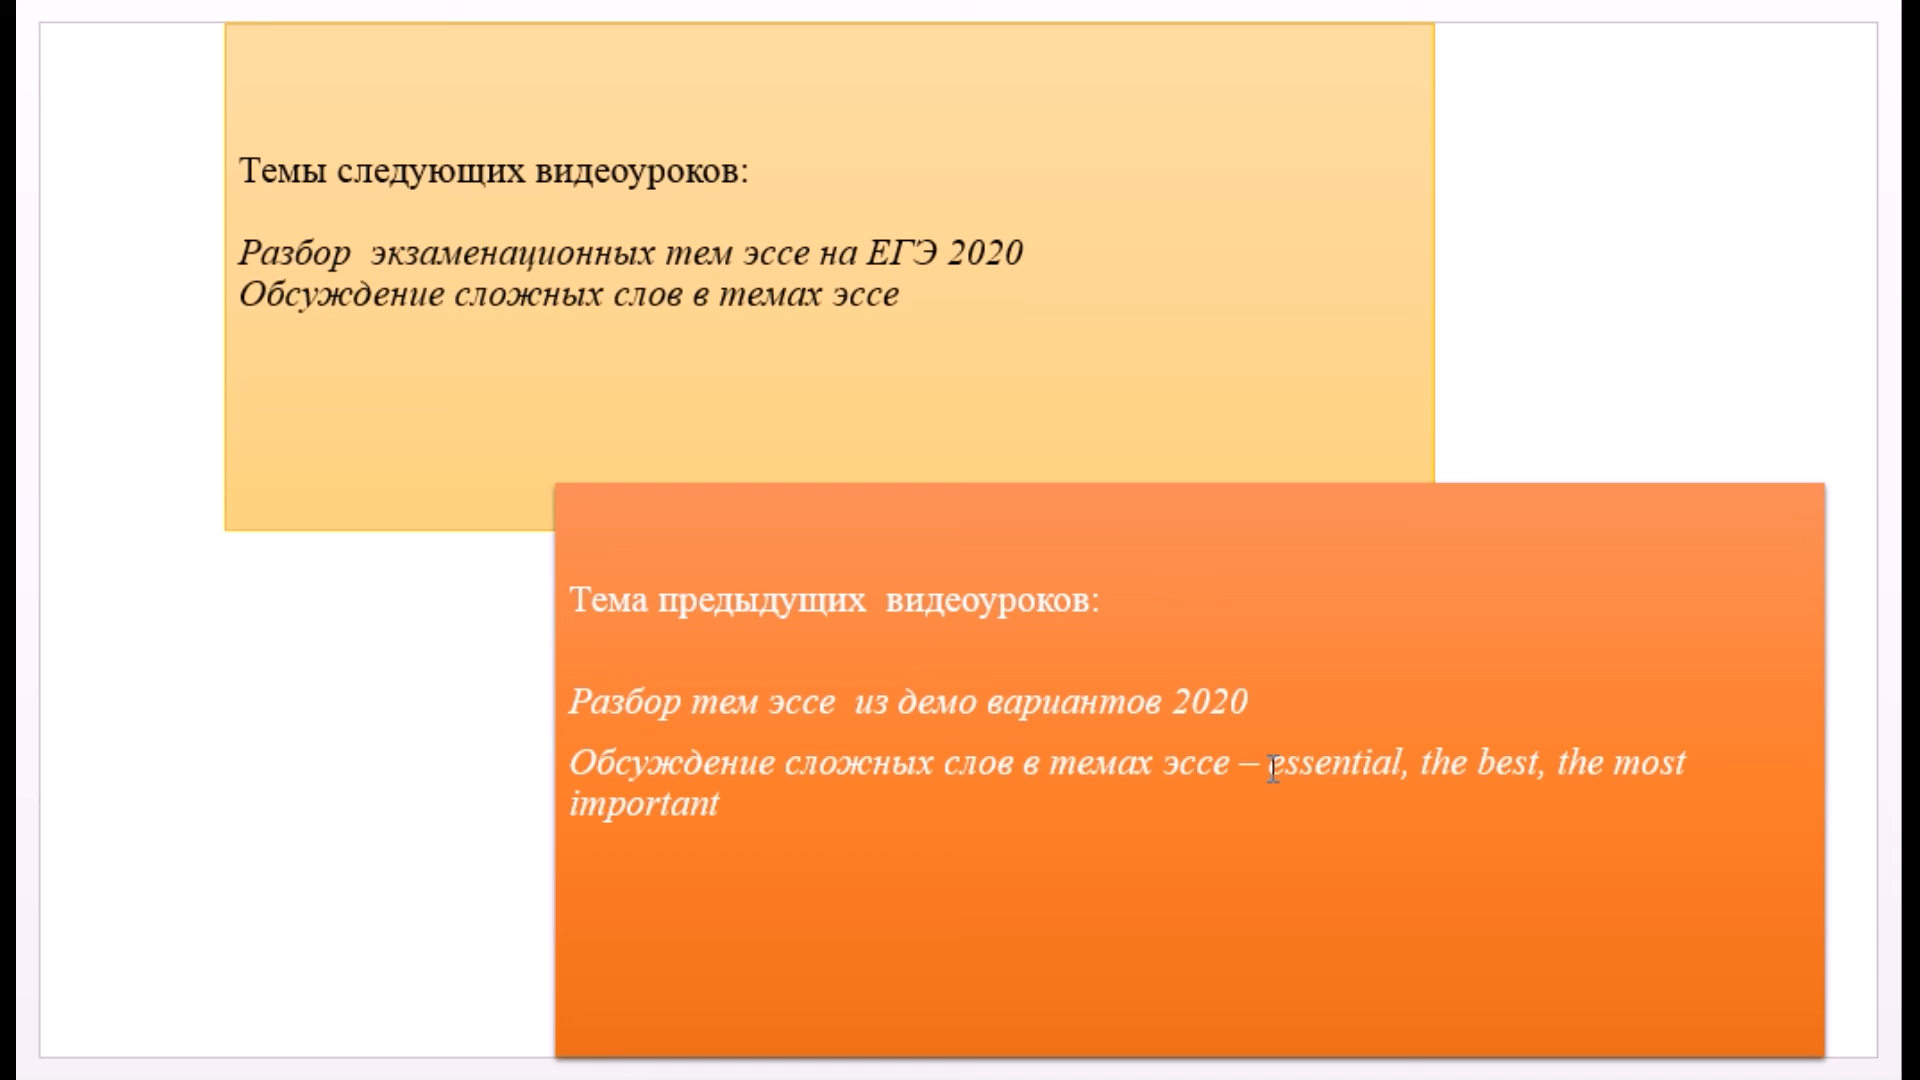 Темы следующих видеоуроков:
Разбор  экзаменационных тем эссе на ЕГЭ 2020
Обсуждение сложных слов в темах эссе
Тема предыдущих  видеоуроков:
Разбор тем эссе  из демо вариантов 2020
Обсуждение сложных слов в темах эссе – essential, the best, the most
important